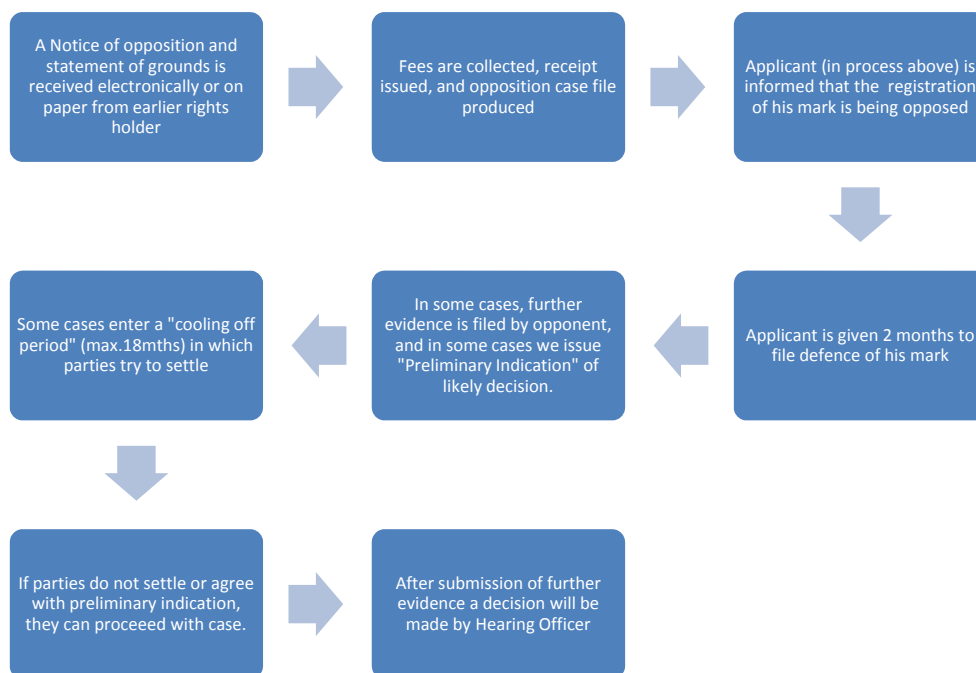 A Notice of opposition and
statement of grounds is
received electronically or on
paper from earlier rights
holder
Fees are collected, receipt
issued, and opposition case file
produced
Applicant (in process above) is
informed that the registration
of his mark is being opposed
Applicant is given 2 months to
file defence of his mark
In some cases, further
evidence is filed by opponent,
and in some cases we issue
"Preliminary Indication" of
likely decision.
Some cases enter a "cooling off
period" (max.18mths) in which
parties try to settle
If parties do not settle or agree
with preliminary indication,
they can proceeed with case.
After submission of further
evidence a decision will be
made by Hearing Officer